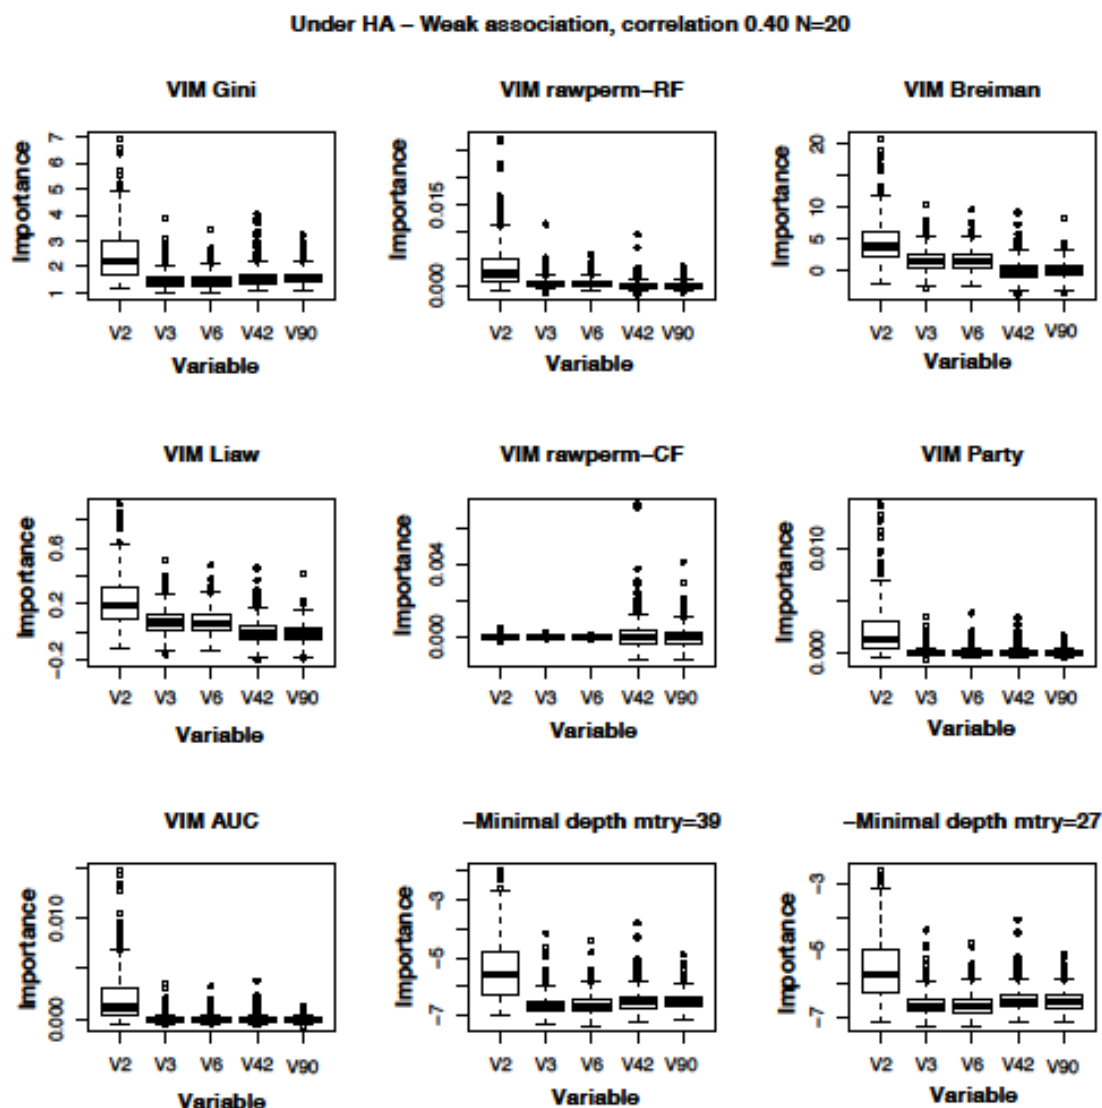 Under HA – Weak association, correlation 0.40 N=20
VIM Gini
VIM rawperm–RF
VIM Breiman
Importance
1 2 3 4 5 6 7
Importance
0.000 0.015
Importance
0 5 10 20
V2 V3 V6 V42 V90
V2 V3 V6 V42 V90
V2 V3 V6 V42 V90
Variable
Variable
Variable
VIM Liaw
VIM rawperm–CF
VIM Party
Importance
–0.2 0.2 0.6
Importance
0.000 0.004
Importance
0.000 0.010
V2 V3 V6 V42 V90
V2 V3 V6 V42 V90
V2 V3 V6 V42 V90
Variable
Variable
Variable
VIM AUC
–Minimal depth mtry=39
–Minimal depth mtry=27
Importance
0.000 0.010
Importance
–7 –5 –3
Importance
–7 –5 –3
V2 V3 V6 V42 V90
V2 V3 V6 V42 V90
V2 V3 V6 V42 V90
Variable
Variable
Variable